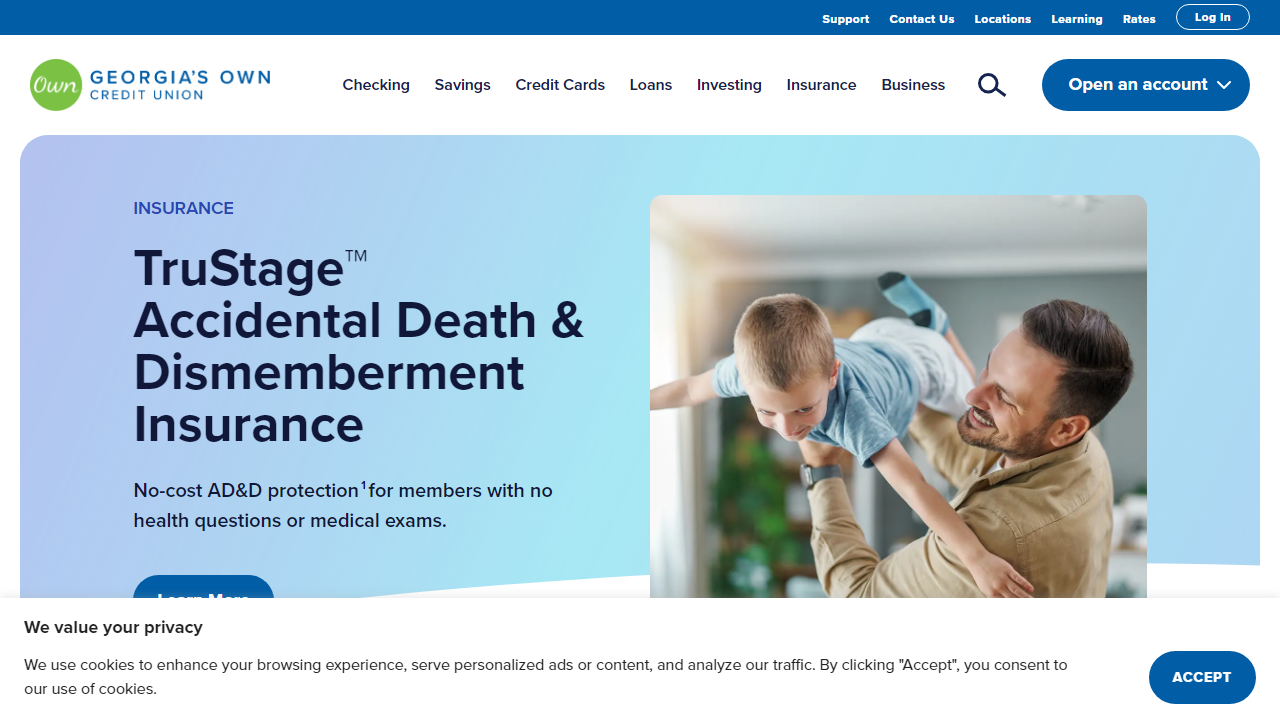 Support Contact Us Locations Learning Rates Log In
Own GEORGIA'S OWN
CREDIT UNION
Checking Savings Credit Cards Loans Investing Insurance Business Open an account
INSURANCE
TruStage™
Accidental Death &
Dismemberment
Insurance
No-cost AD&D protection¹ for members with no
health questions or medical exams.
Learn More
We value your privacy
We use cookies to enhance your browsing experience, serve personalized ads or content, and analyze our traffic. By clicking "Accept", you consent to
our use of cookies.
ACCEPT